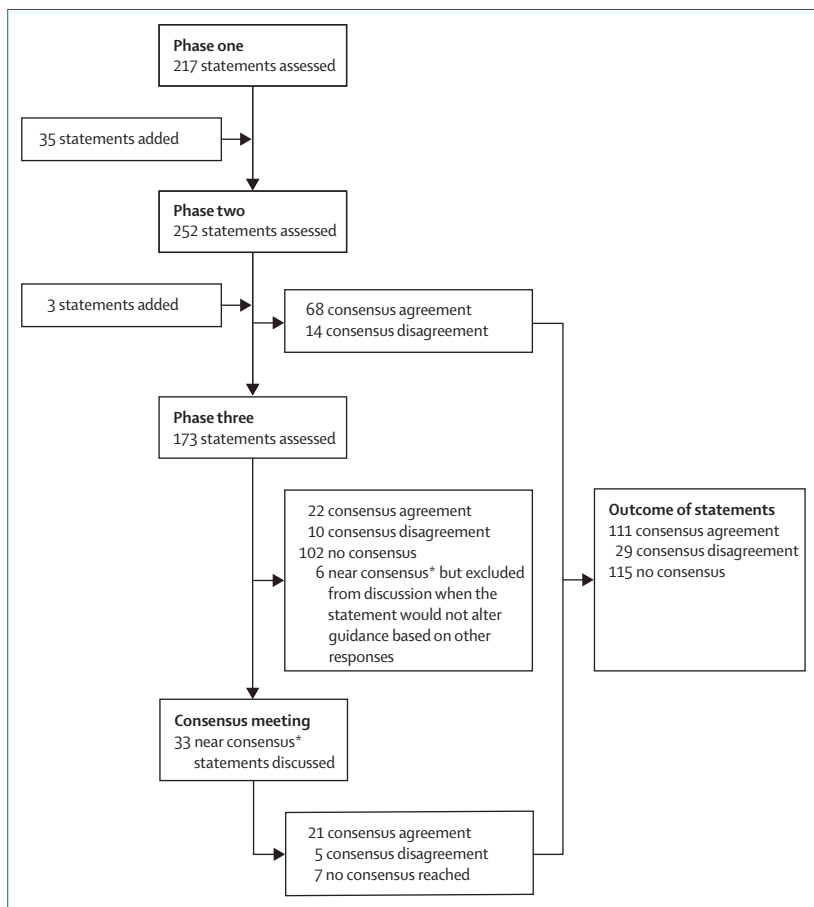 Phase one
217 statements assessed
35 statements added
Phase two
252 statements assessed
3 statements added
68 consensus agreement
14 consensus disagreement
Phase three
173 statements assessed
22 consensus agreement
10 consensus disagreement
102 no consensus
6 near consensus* but excluded
from discussion when the
statement would not alter
guidance based on other
responses
Outcome of statements
111 consensus agreement
29 consensus disagreement
115 no consensus
Consensus meeting
33 near consensus*
statements discussed
21 consensus agreement
5 consensus disagreement
7 no consensus reached